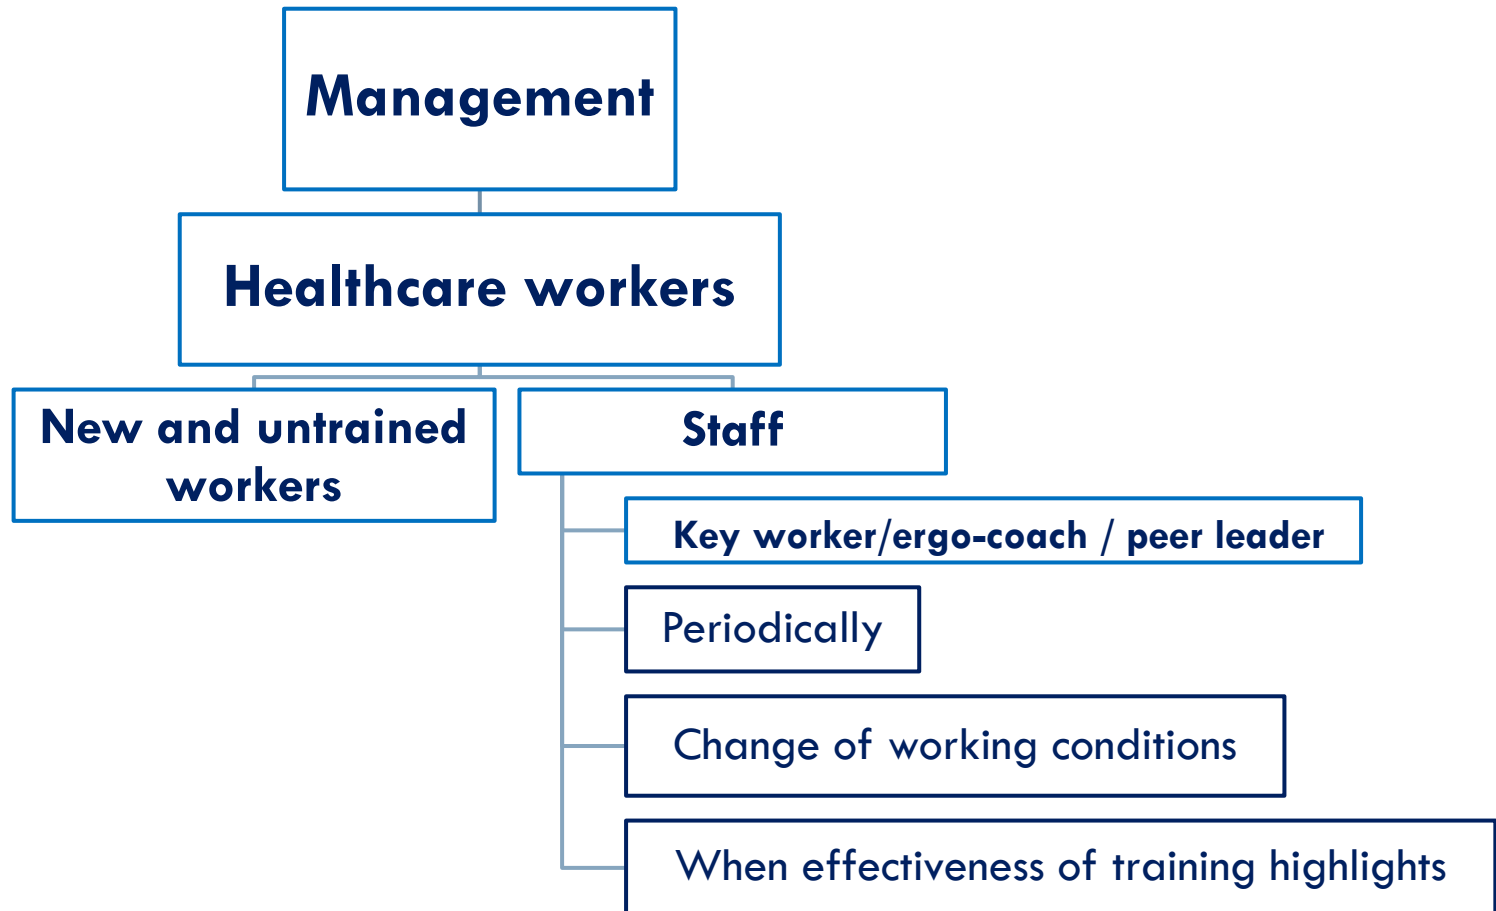 Management
Healthcare workers
New and untrained
workers
Staff
Key worker/ergo-coach / peer leader
Periodically
Change of working conditions
When effectiveness of training highlights